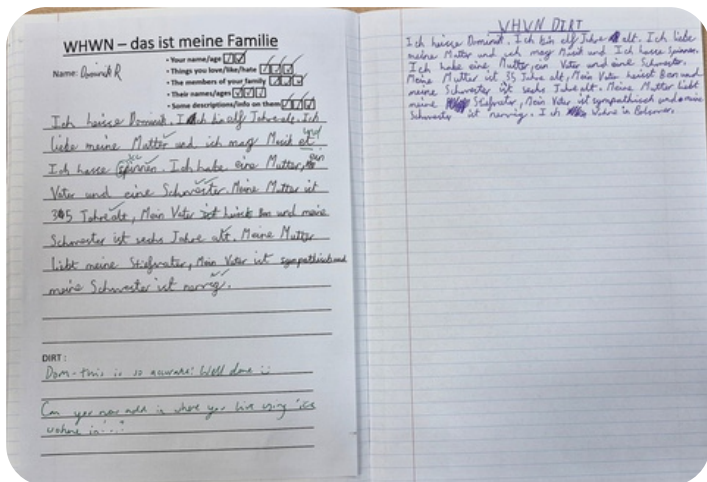 WHWN – das ist meine Familie
Name: Dominik R
• Your name/age
• Things you love/like/hate
• The members of your family
• Their names/ages
• Some descriptions/info on them
Ich heisse Dominik. Ich bin elf Jahre alt. Ich
liebe meine Mutter und ich mag Musik
Ich hasse spinnen. Ich habe eine Mutter, ein
Vater und eine Schwester. Meine Mutter ist
35 Jahre alt, Mein Vater heisst Ben und meine
Schwester ist sechs Jahre alt. Meine Mutter
liebt meine Stiefvater, Mein Vater ist sympathisch und
meine Schwester ist nervig.
DIRT:
Dom - this is so accurate! Well done
Can you now add in where you live using 'ich
wohne in...'
WHWN DIRT
Ich heisse Dominik. Ich bin elf Jahre alt. Ich liebe
meine Mutter und ich mag Musik und Ich hasse Spinnen.
Ich habe eine Mutter, ein Vater und eine Schwester.
Meine Mutter ist 35 Jahre alt, Mein Vater heisst Ben und
meine Schwester ist sechs Jahre alt. Meine Mutter liebt
meine Stiefvater, Mein Vater ist sympathisch und meine
Schwester ist nervig. Ich wohne in